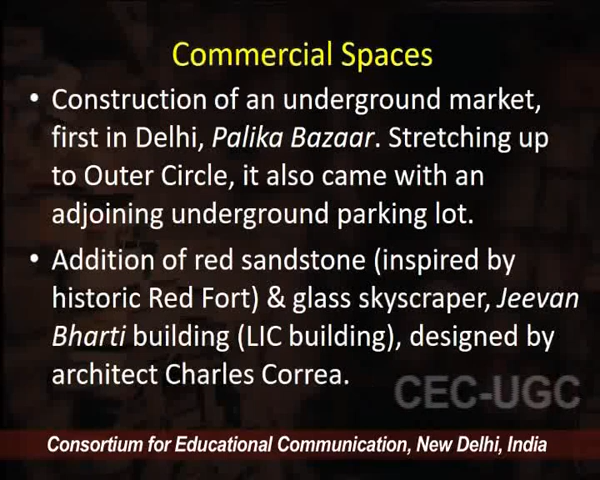 Commercial Spaces
• Construction of an underground market,
first in Delhi, Palika Bazaar. Stretching up
to Outer Circle, it also came with an
adjoining underground parking lot.
• Addition of red sandstone (inspired by
historic Red Fort) & glass skyscraper, Jeevan
Bharti building (LIC building), designed by
architect Charles Correa.
CEC-UGC
Consortium for Educational Communication, New Delhi, India